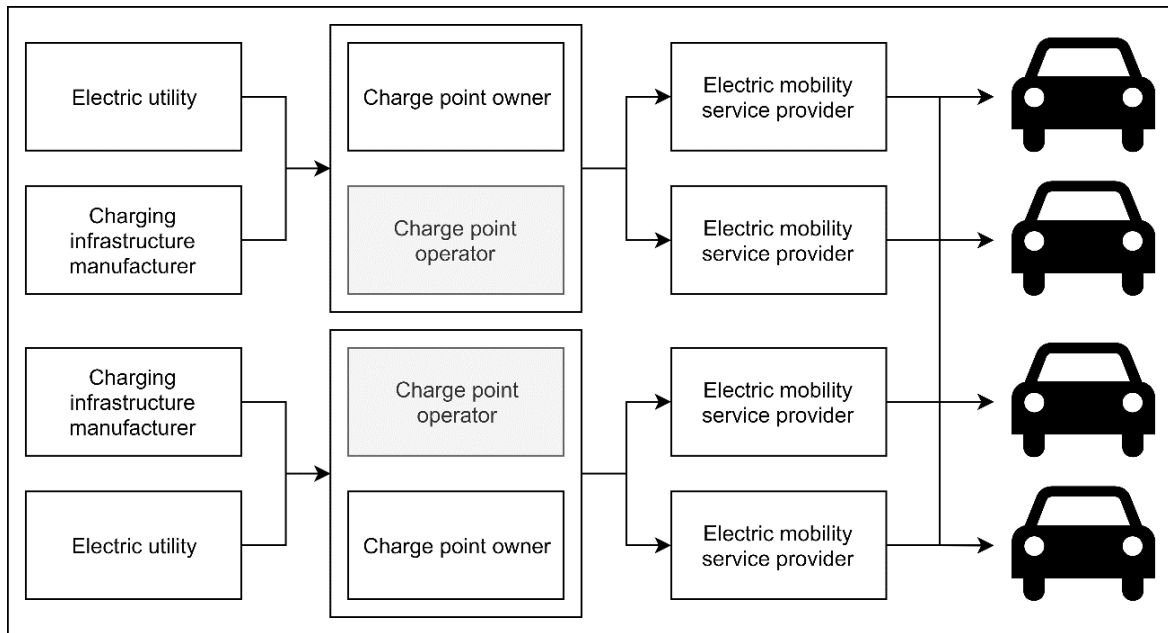 Electric utility
Charge point owner
Electric mobility
service provider
Charging
infrastructure
manufacturer
Charge point
operator
Electric mobility
service provider
Charging
infrastructure
manufacturer
Charge point
operator
Electric mobility
service provider
Electric utility
Charge point owner
Electric mobility
service provider